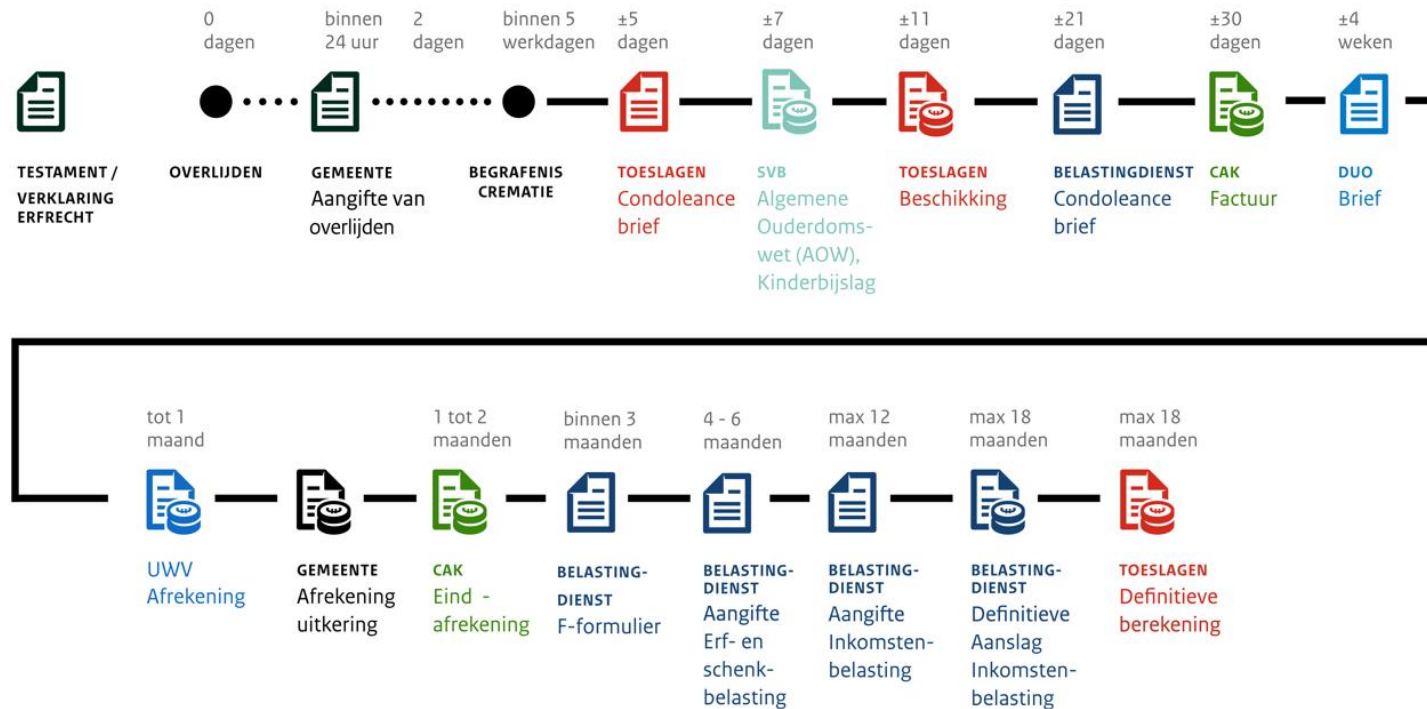 0
dagen
binnen
24 uur
2
dagen
binnen 5
werkdagen
±5
dagen
±7
dagen
±11
dagen
±21
dagen
±30
dagen
±4
weken
TESTAMENT /
VERKLARING
ERFRECHT
OVERLIJDEN
GEMEENTE
Aangifte van
overlijden
BEGRAFENIS
CREMATIE
TOESLAGEN
Condoleance
brief
SVB
Algemene
Ouderdoms-
wet (AOW),
Kinderbijslag
TOESLAGEN
Beschikking
BELASTINGDIENST
Condoleance
brief
CAK
Factuur
DUO
Brief
tot 1
maand
1 tot 2
maanden
binnen 3
maanden
4 - 6
maanden
max 12
maanden
max 18
maanden
max 18
maanden
UWV
Afrekening
GEMEENTE
Afrekening
uitkering
CAK
Eind -
afrekening
BELASTING-
DIENST
F-formulier
BELASTING-
DIENST
Aangifte
Erf- en
schenk-
belasting
BELASTING-
DIENST
Aangifte
Inkomsten-
belasting
BELASTING-
DIENST
Definitieve
Aanslag
Inkomsten-
belasting
TOESLAGEN
Definitieve
berekening